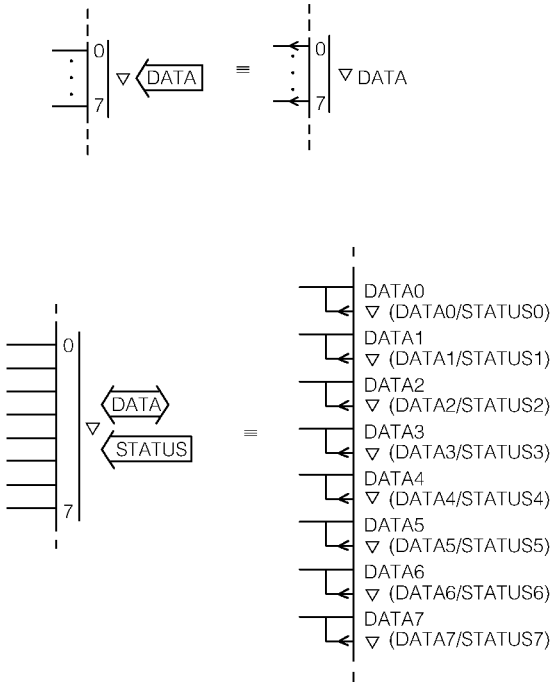 0
▽ DATA
7
≡
0
▽ DATA
7
0
▽ DATA
STATUS
7
≡
DATA0
▽ (DATA0/STATUS0)
DATA1
▽ (DATA1/STATUS1)
DATA2
▽ (DATA2/STATUS2)
DATA3
▽ (DATA3/STATUS3)
DATA4
▽ (DATA4/STATUS4)
DATA5
▽ (DATA5/STATUS5)
DATA6
▽ (DATA6/STATUS6)
DATA7
▽ (DATA7/STATUS7)